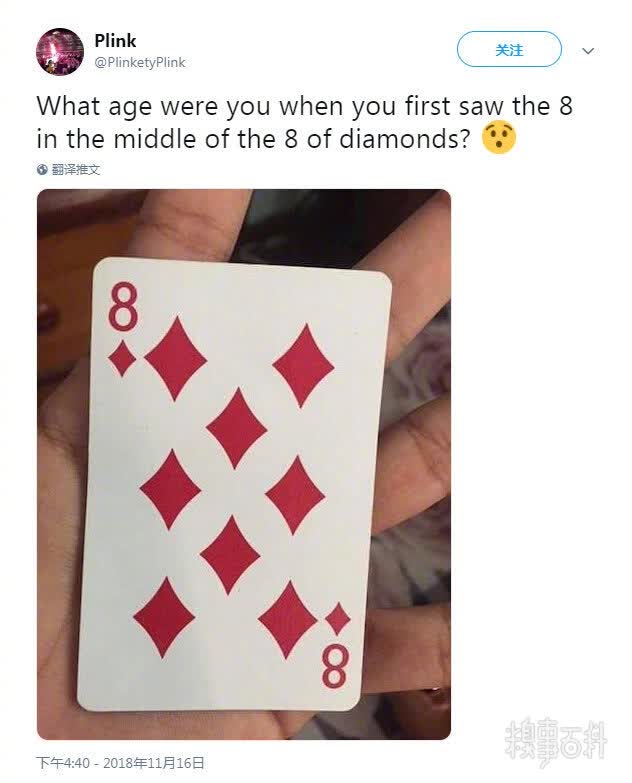 Plink
@PlinketyPlink
关注
What age were you when you first saw the 8
in the middle of the 8 of diamonds? 😯
翻译推文
8
8
下午4:40 - 2018年11月16日
糗事百科